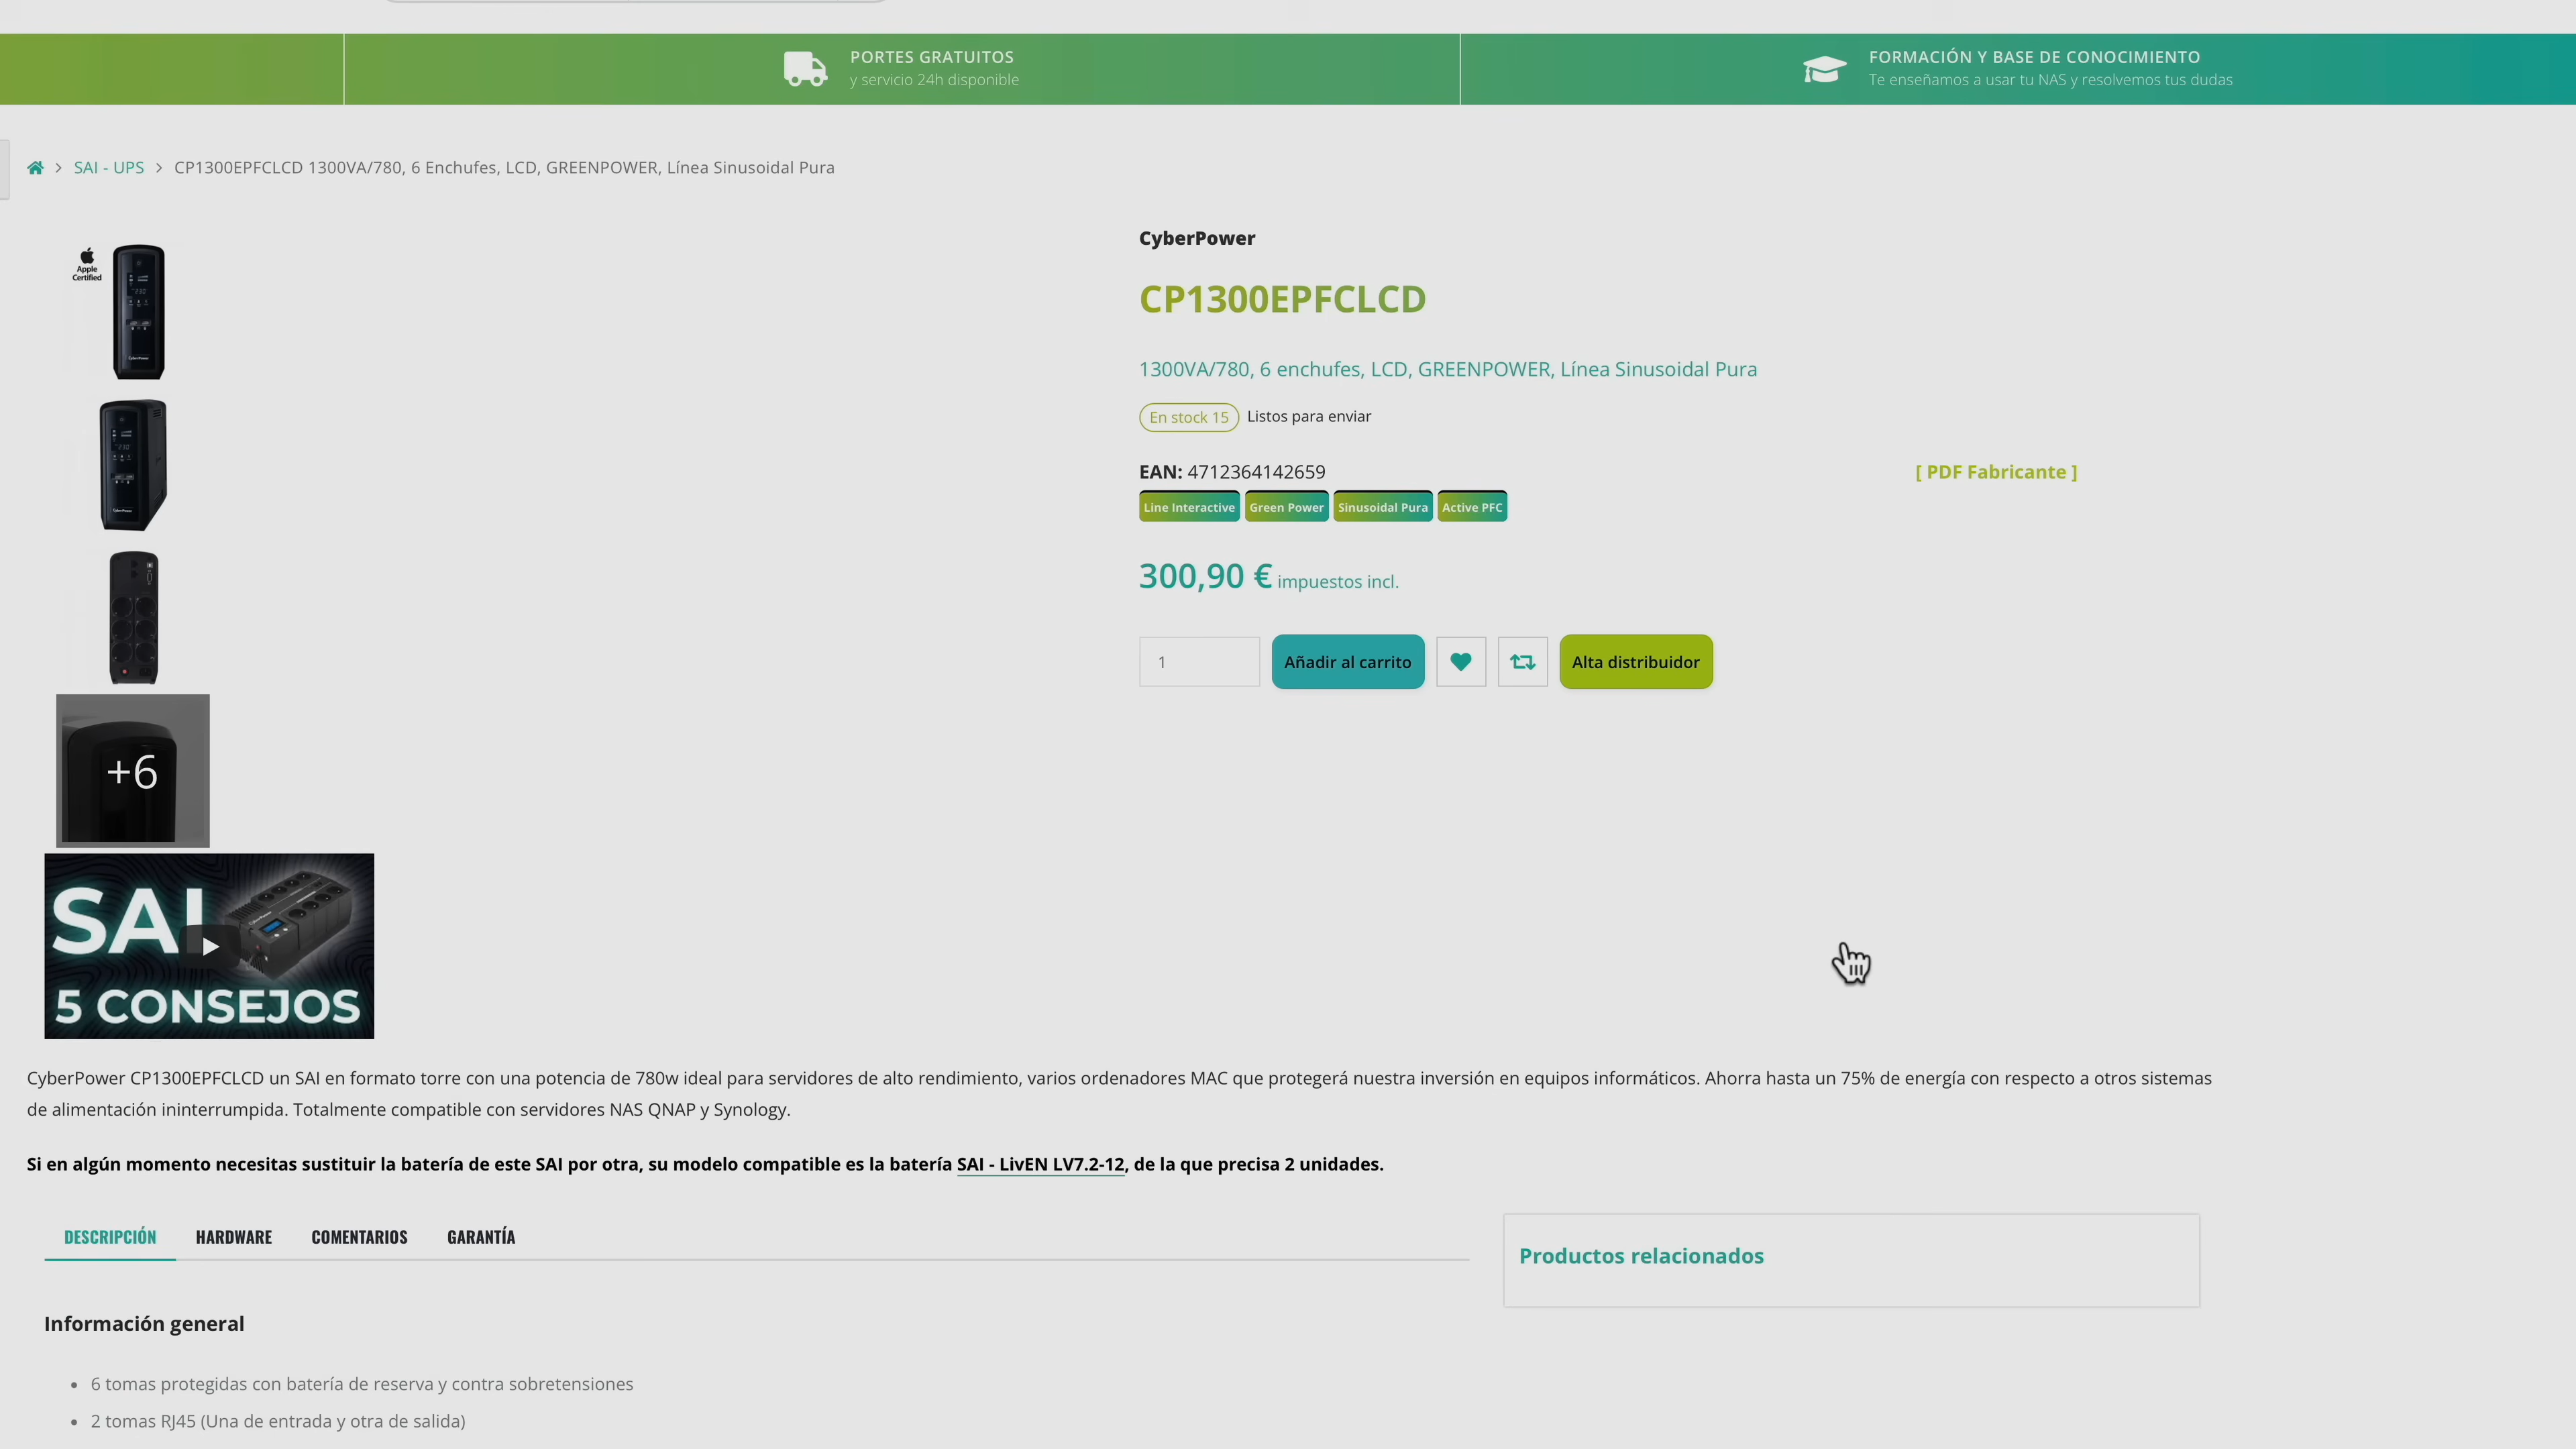 PORTES GRATUITOS
y servicio 24h disponible
FORMACIÓN Y BASE DE CONOCIMIENTO
Te enseñamos a usar tu NAS y resolvemos tus dudas
SAI - UPS > CP1300EPFCLCD 1300VA/780, 6 Enchufes, LCD, GREENPOWER, Línea Sinusoidal Pura
Apple
Certified
CyberPower
CP1300EPFCLCD
1300VA/780, 6 enchufes, LCD, GREENPOWER, Línea Sinusoidal Pura
En stock 15 Listos para enviar
EAN: 4712364142659
[ PDF Fabricante ]
Line Interactive Green Power Sinusoidal Pura Active PFC
300,90 € impuestos incl.
1
Añadir al carrito
Alta distribuidor
+6
SAI
5 CONSEJOS
CyberPower CP1300EPFCLCD un SAI en formato torre con una potencia de 780w ideal para servidores de alto rendimiento, varios ordenadores MAC que protegerá nuestra inversión en equipos informáticos. Ahorra hasta un 75% de energía con respecto a otros sistemas
de alimentación ininterrumpida. Totalmente compatible con servidores NAS QNAP y Synology.
Si en algún momento necesitas sustituir la batería de este SAI por otra, su modelo compatible es la batería SAI - LivEN LV7.2-12, de la que precisa 2 unidades.
DESCRIPCIÓN HARDWARE COMENTARIOS GARANTÍA
Productos relacionados
Información general
• 6 tomas protegidas con batería de reserva y contra sobretensiones
• 2 tomas RJ45 (Una de entrada y otra de salida)